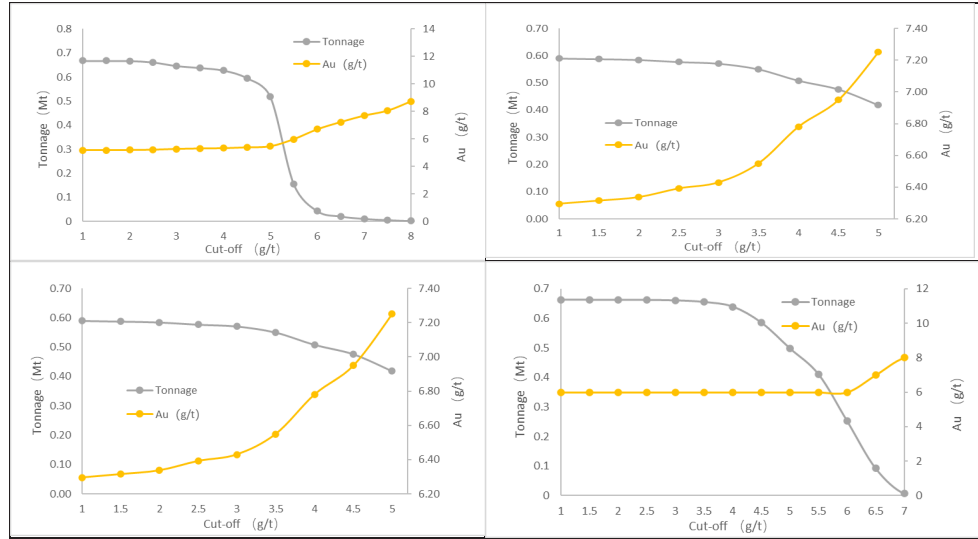 0.8
0.7
0.6
0.5
0.4
0.3
0.2
0.1
0
Tonnage (Mt)
14
12
10
8
6
4
2
0
Au (g/t)
Tonnage
Au (g/t)
1 2 3 4 5 6 7 8
Cut-off (g/t)
0.70
0.60
0.50
0.40
0.30
0.20
0.10
0.00
Tonnage (Mt)
7.40
7.20
7.00
6.80
6.60
6.40
6.20
Au (g/t)
Tonnage
Au (g/t)
1 1.5 2 2.5 3 3.5 4 4.5 5
Cut-off (g/t)
0.70
0.60
0.50
0.40
0.30
0.20
0.10
0.00
Tonnage (Mt)
7.40
7.20
7.00
6.80
6.60
6.40
6.20
Au (g/t)
Tonnage
Au (g/t)
1 1.5 2 2.5 3 3.5 4 4.5 5
Cut-off (g/t)
0.7
0.6
0.5
0.4
0.3
0.2
0.1
0
Tonnage (Mt)
12
10
8
6
4
2
0
Au (g/t)
Tonnage
Au (g/t)
1 1.5 2 2.5 3 3.5 4 4.5 5 5.5 6 6.5 7
Cut-off (g/t)